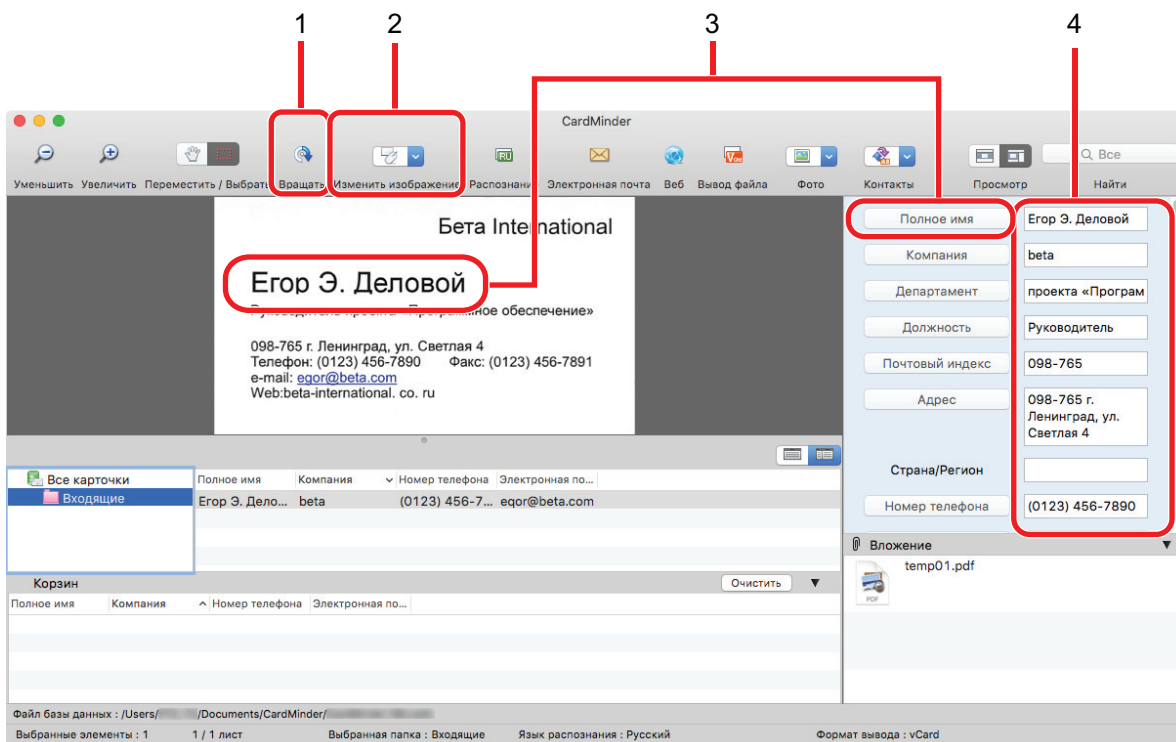 1 2 3 4
CardMinder
Все
Уменьшить Увеличить Переместить / Выбрать Вращать Изменить изображение Распознани Электронная почта Веб Вывод файла Фото Контакты Просмотр Найти
Бета International
Егор Э. Деловой
Руководитель проекта «Программное обеспечение»
098-765 г. Ленинград, ул. Светлая 4
Телефон: (0123) 456-7890 Факс: (0123) 456-7891
e-mail: egor@beta.com
Web:beta-international. co. ru
Полное имя Егор Э. Деловой
Компания beta
Департамент проекта «Програм
Должность Руководитель
Почтовый индекс 098-765
Адрес 098-765 г.
Ленинград, ул.
Светлая 4
Страна/Регион
Номер телефона (0123) 456-7890
Все карточки
Входящие
Полное имя Компания Номер телефона Электронная по...
Егор Э. Дело... beta (0123) 456-7... eqor@beta.com
Вложение
temp01.pdf
PDF
Корзин Очистить
Полное имя Компания Номер телефона Электронная по...
Файл базы данных : /Users/ /Documents/CardMinder/
Выбранные элементы : 1 1 / 1 лист Выбранная папка : Входящие Язык распознания : Русский Формат вывода : vCard